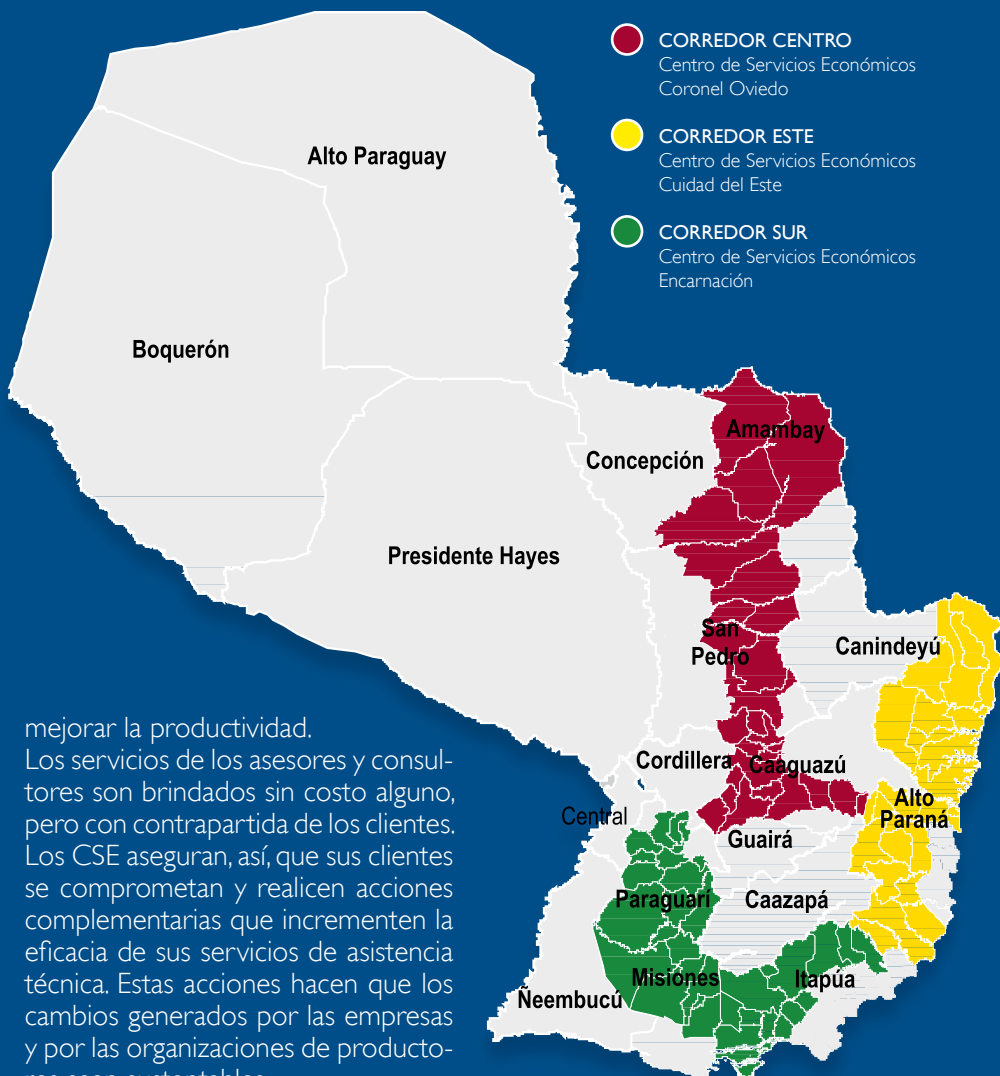 CORREDOR CENTRO
Centro de Servicios Económicos
Coronel Oviedo
CORREDOR ESTE
Centro de Servicios Económicos
Cuidad del Este
CORREDOR SUR
Centro de Servicios Económicos
Encarnación
Alto Paraguay
Boquerón
Amambay
Concepción
Presidente Hayes
San
Pedro
Canindeyú
Cordillera
Caaguazú
Alto
Paraná
Central
Guairá
Paraguarí
Caazapá
Misiones
Itapúa
Ñeembucú
mejorar la productividad.
Los servicios de los asesores y consul-
tores son brindados sin costo alguno,
pero con contrapartida de los clientes.
Los CSE aseguran, así, que sus clientes
se comprometan y realicen acciones
complementarias que incrementen la
eficacia de sus servicios de asistencia
técnica. Estas acciones hacen que los
cambios generados por las empresas
y por las organizaciones de producto-